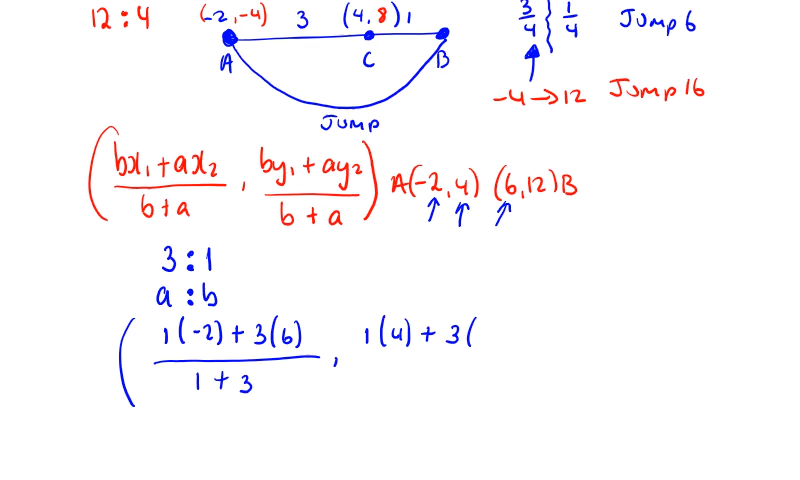 12 : 4 (-2, -4) 3 (4, 8) 1 3/4 } 1/4 Jump 6
A C B
-4 → 12 Jump 16
Jump
( bx₁ + ax₂ / b + a , by₁ + ay₂ / b + a ) A(-2, 4) (6, 12)B
3 : 1
a : b
( 1(-2) + 3(6) / 1 + 3 , 1(4) + 3(